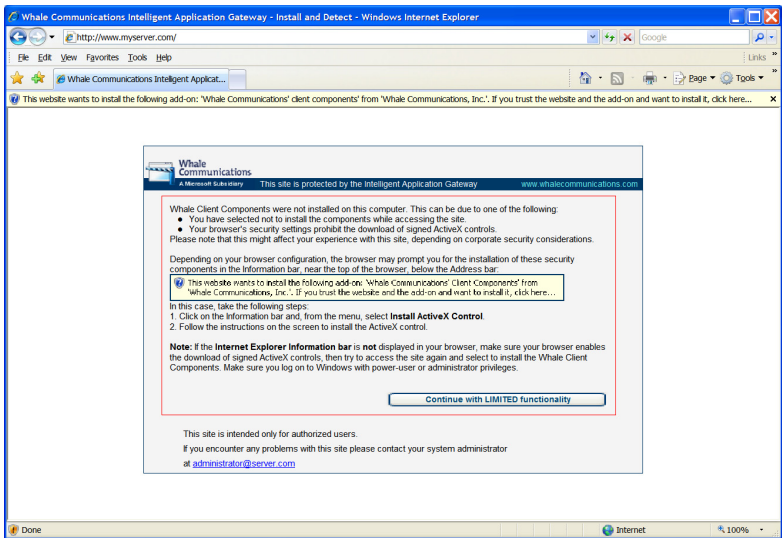 Whale Communications Intelligent Application Gateway - Install and Detect - Windows Internet Explorer
http://www.myserver.com/
Google
File Edit View Favorites Tools Help
Links »
Whale Communications Intelligent Applicat...
Page Tools »
This website wants to install the following add-on: 'Whale Communications' client components' from 'Whale Communications, Inc.'. If you trust the website and the add-on and want to install it, click here...
Whale
Communications
A Microsoft Subsidiary This site is protected by the Intelligent Application Gateway www.whalecommunications.com
Whale Client Components were not installed on this computer. This can be due to one of the following:
• You have selected not to install the components while accessing the site.
• Your browser's security settings prohibit the download of signed ActiveX controls.
Please note that this might affect your experience with this site, depending on corporate security considerations.
Depending on your browser configuration, the browser may prompt you for the installation of these security
components in the Information bar, near the top of the browser, below the Address bar:
This website wants to install the following add-on: 'Whale Communications' Client Components' from
'Whale Communications, Inc.'. If you trust the website and the add-on and want to install it, click here...
In this case, take the following steps:
1. Click on the Information bar and, from the menu, select Install ActiveX Control.
2. Follow the instructions on the screen to install the ActiveX control.
Note: If the Internet Explorer Information bar is not displayed in your browser, make sure your browser enables
the download of signed ActiveX controls, then try to access the site again and select to install the Whale Client
Components. Make sure you log on to Windows with power-user or administrator privileges.
Continue with LIMITED functionality
This site is intended only for authorized users.
If you encounter any problems with this site please contact your system administrator
at administrator@server.com
Done
Internet
100%